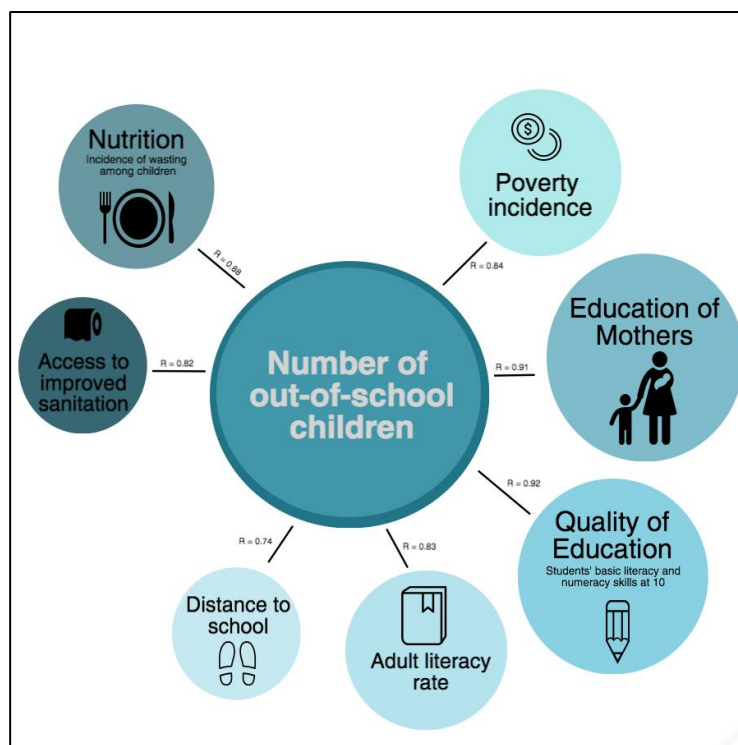 Nutrition
Incidence of wasting
among children
R = 0.88
$
Poverty
incidence
R = 0.84
Access to
improved
sanitation
R = 0.82
Number of
out-of-school
children
Education of
Mothers
R = 0.91
R = 0.92
Quality of
Education
Students' basic literacy and
numeracy skills at 10
R = 0.74
Distance to
school
R = 0.83
Adult literacy
rate